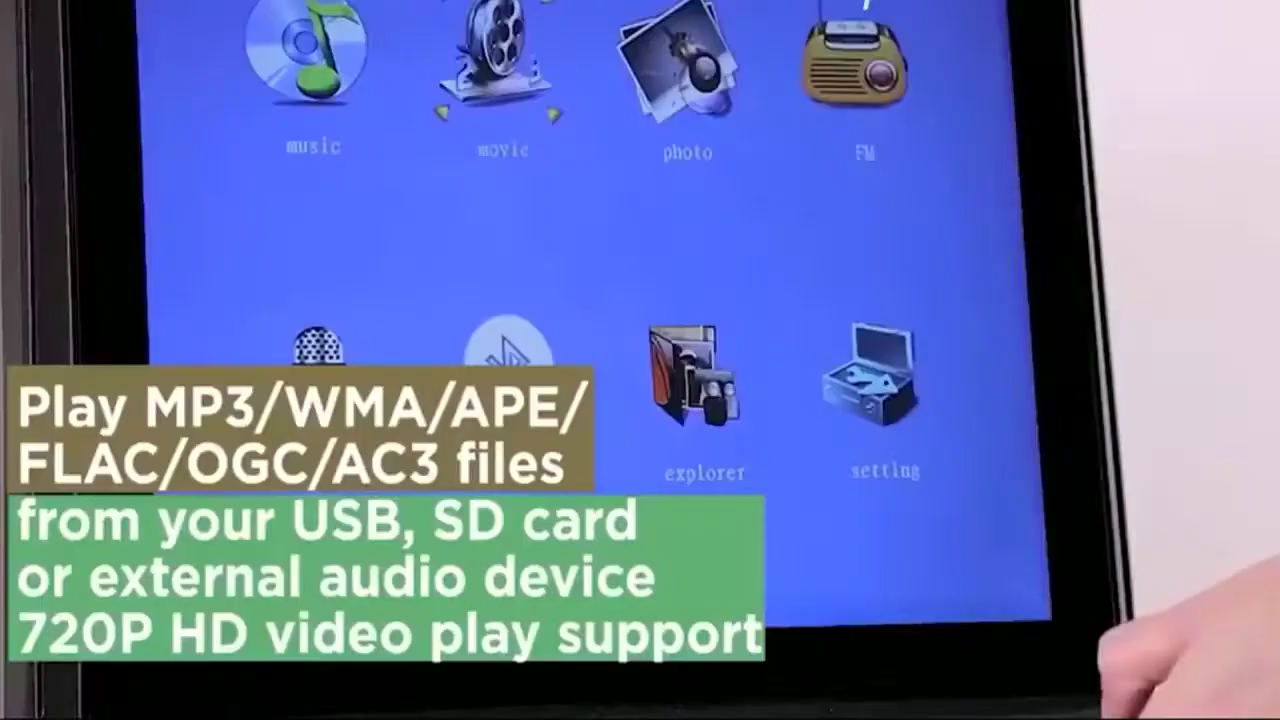 music movie photo FM
explorer setting
Play MP3/WMA/APE/
FLAC/OGC/AC3 files
from your USB, SD card
or external audio device
720P HD video play support